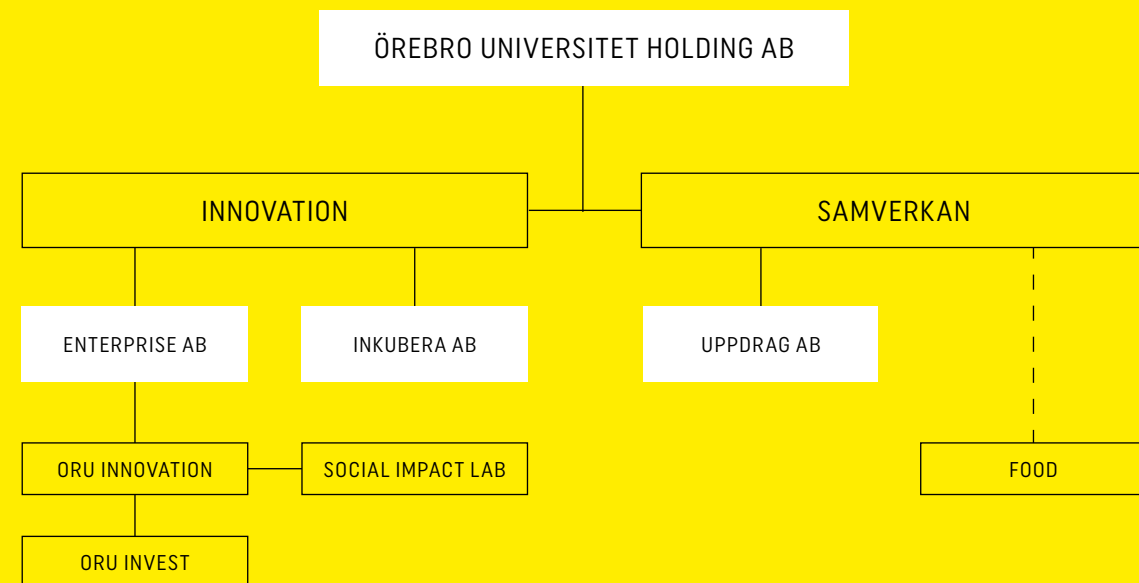 ÖREBRO UNIVERSITET HOLDING AB
INNOVATION
SAMVERKAN
ENTERPRISE AB
INKUBERA AB
UPPDRAG AB
ORU INNOVATION
SOCIAL IMPACT LAB
FOOD
ORU INVEST